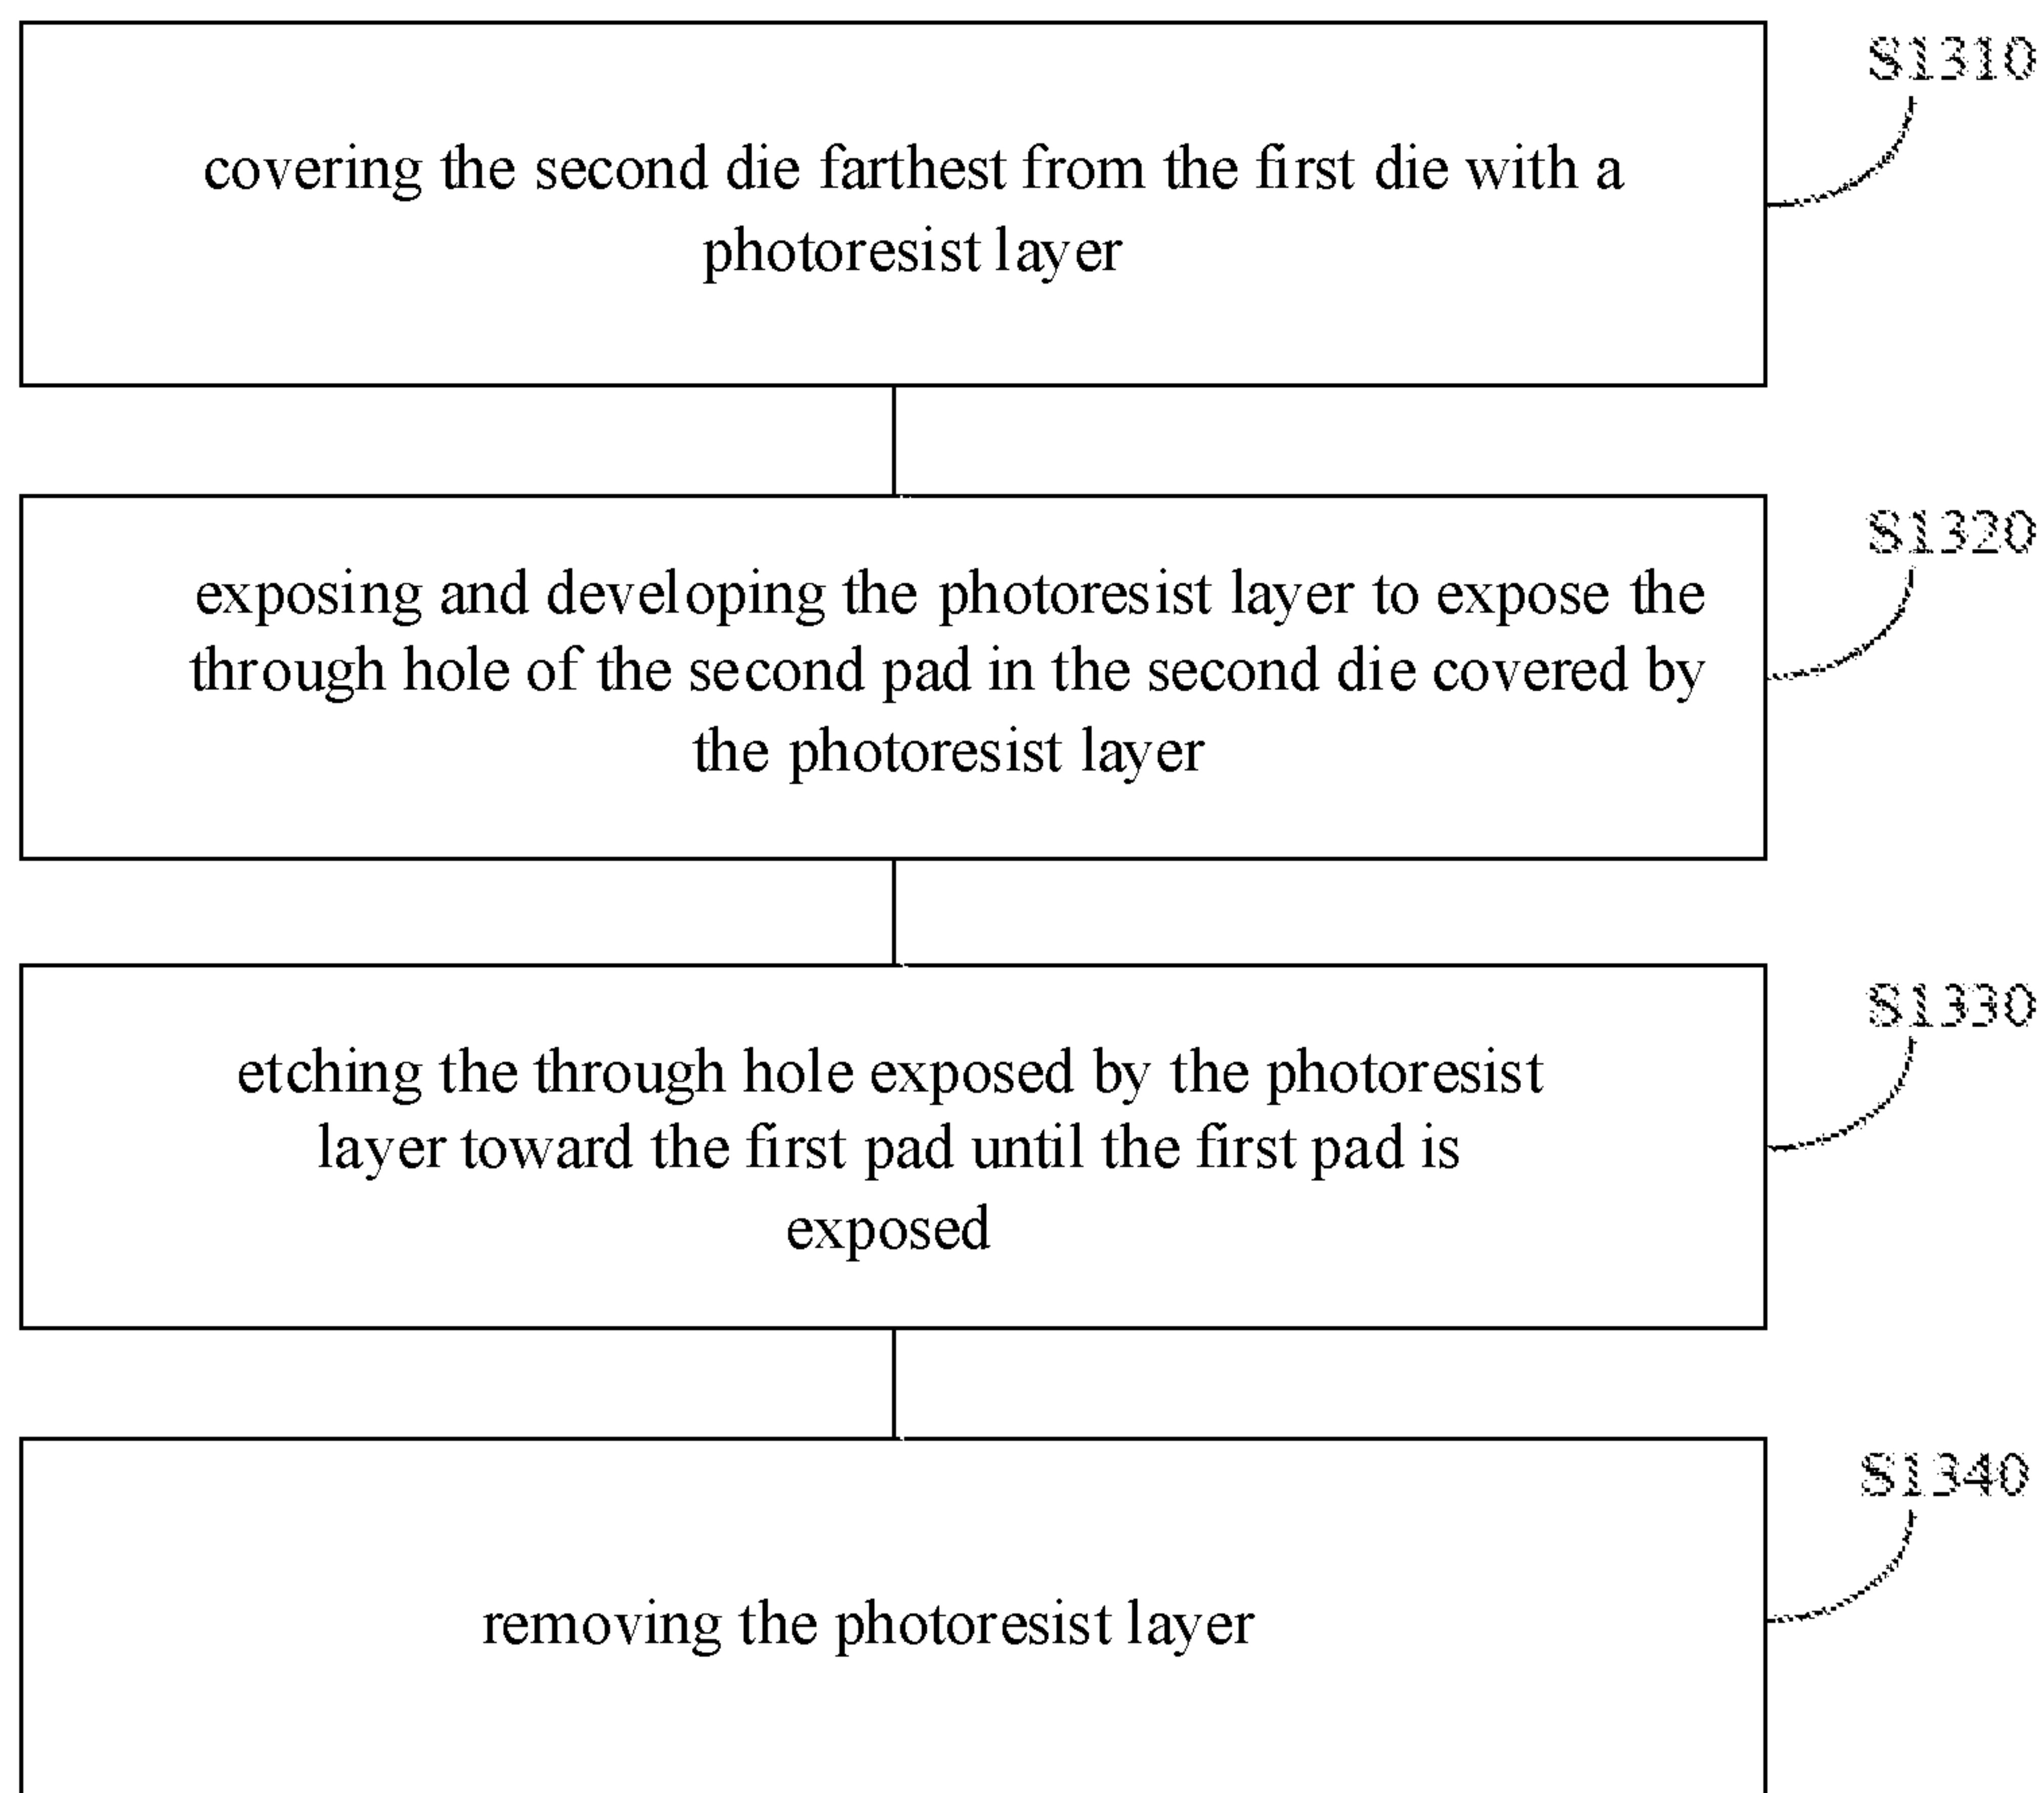 S1310
covering the second die farthest from the first die with a
photoresist layer
S1320
exposing and developing the photoresist layer to expose the
through hole of the second pad in the second die covered by
the photoresist layer
S1330
etching the through hole exposed by the photoresist
layer toward the first pad until the first pad is
exposed
S1340
removing the photoresist layer